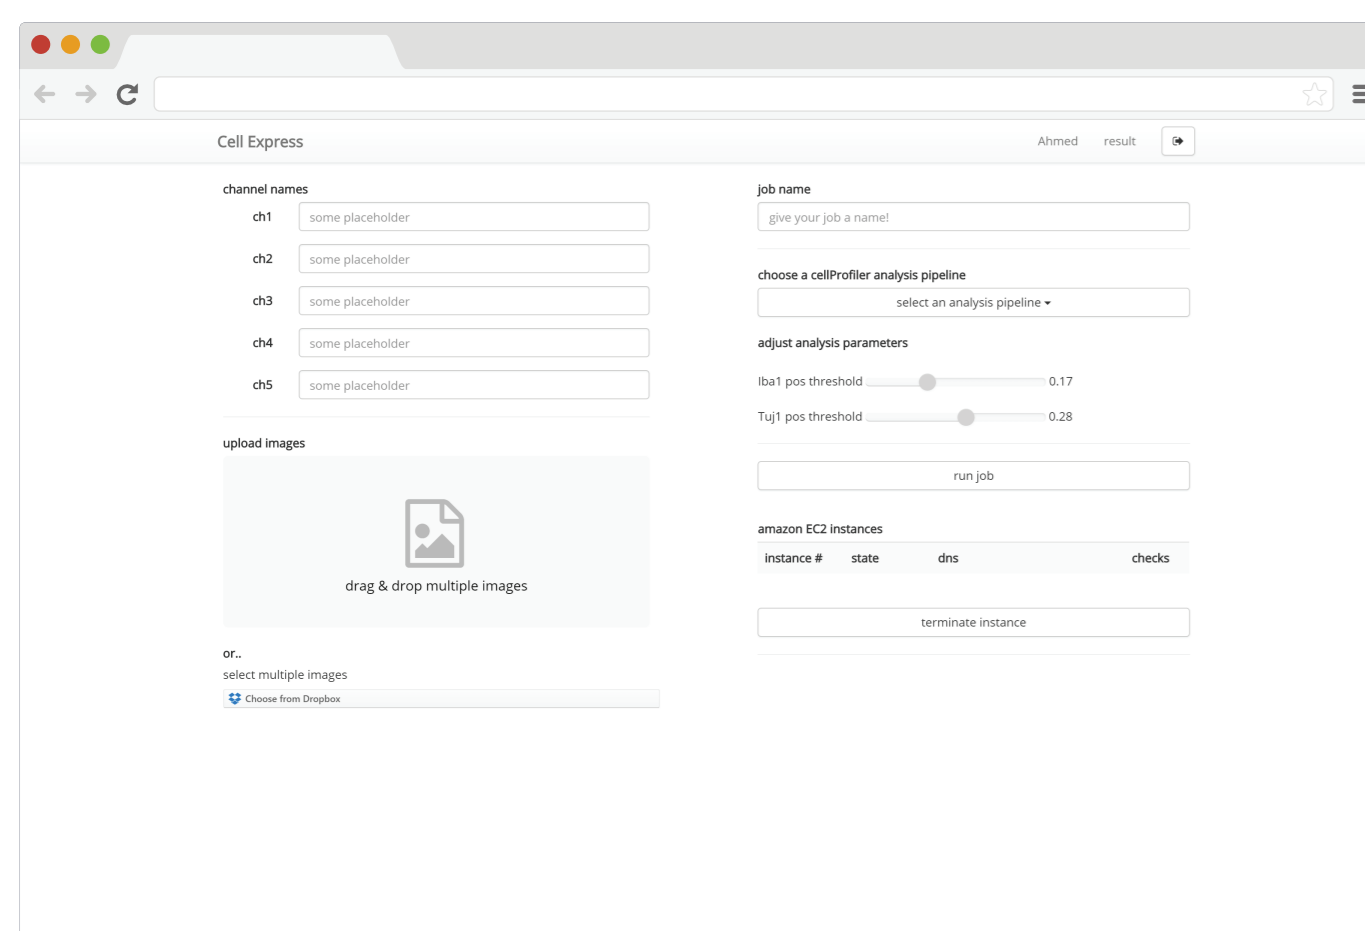 Cell Express
Ahmed
result
channel names
ch1 some placeholder
ch2 some placeholder
ch3 some placeholder
ch4 some placeholder
ch5 some placeholder
upload images
drag & drop multiple images
or..
select multiple images
Choose from Dropbox
job name
give your job a name!
choose a cellProfiler analysis pipeline
select an analysis pipeline
adjust analysis parameters
Iba1 pos threshold 0.17
Tuj1 pos threshold 0.28
run job
amazon EC2 instances
instance # state dns checks
terminate instance